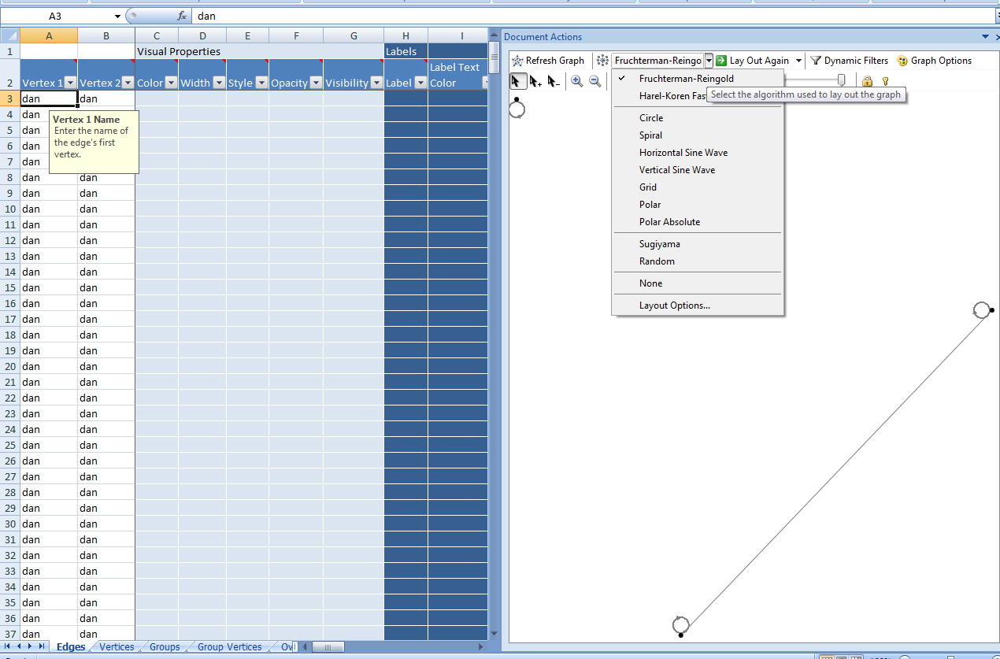 A3 fx dan
Document Actions
A B C D E F G H I
1 Visual Properties Labels
Refresh Graph Fruchterman-Reingo Lay Out Again Dynamic Filters Graph Options
2 Vertex 1 Vertex 2 Color Width Style Opacity Visibility Label Label Text Color
Fruchterman-Reingold
Harel-Koren Fas
Select the algorithm used to lay out the graph
Circle
Spiral
Horizontal Sine Wave
Vertical Sine Wave
Grid
Polar
Polar Absolute
Sugiyama
Random
None
Layout Options...
3 dan dan
4 dan
Vertex 1 Name
Enter the name of
the edge's first
vertex.
5 dan
6 dan
7 dan
8 dan dan
9 dan dan
10 dan dan
11 dan dan
12 dan dan
13 dan dan
14 dan dan
15 dan dan
16 dan dan
17 dan dan
18 dan dan
19 dan dan
20 dan dan
21 dan dan
22 dan dan
23 dan dan
24 dan dan
25 dan dan
26 dan dan
27 dan dan
28 dan dan
29 dan dan
30 dan dan
31 dan dan
32 dan dan
33 dan dan
34 dan dan
35 dan dan
36 dan dan
37 dan dan
Edges Vertices Groups Group Vertices Ov